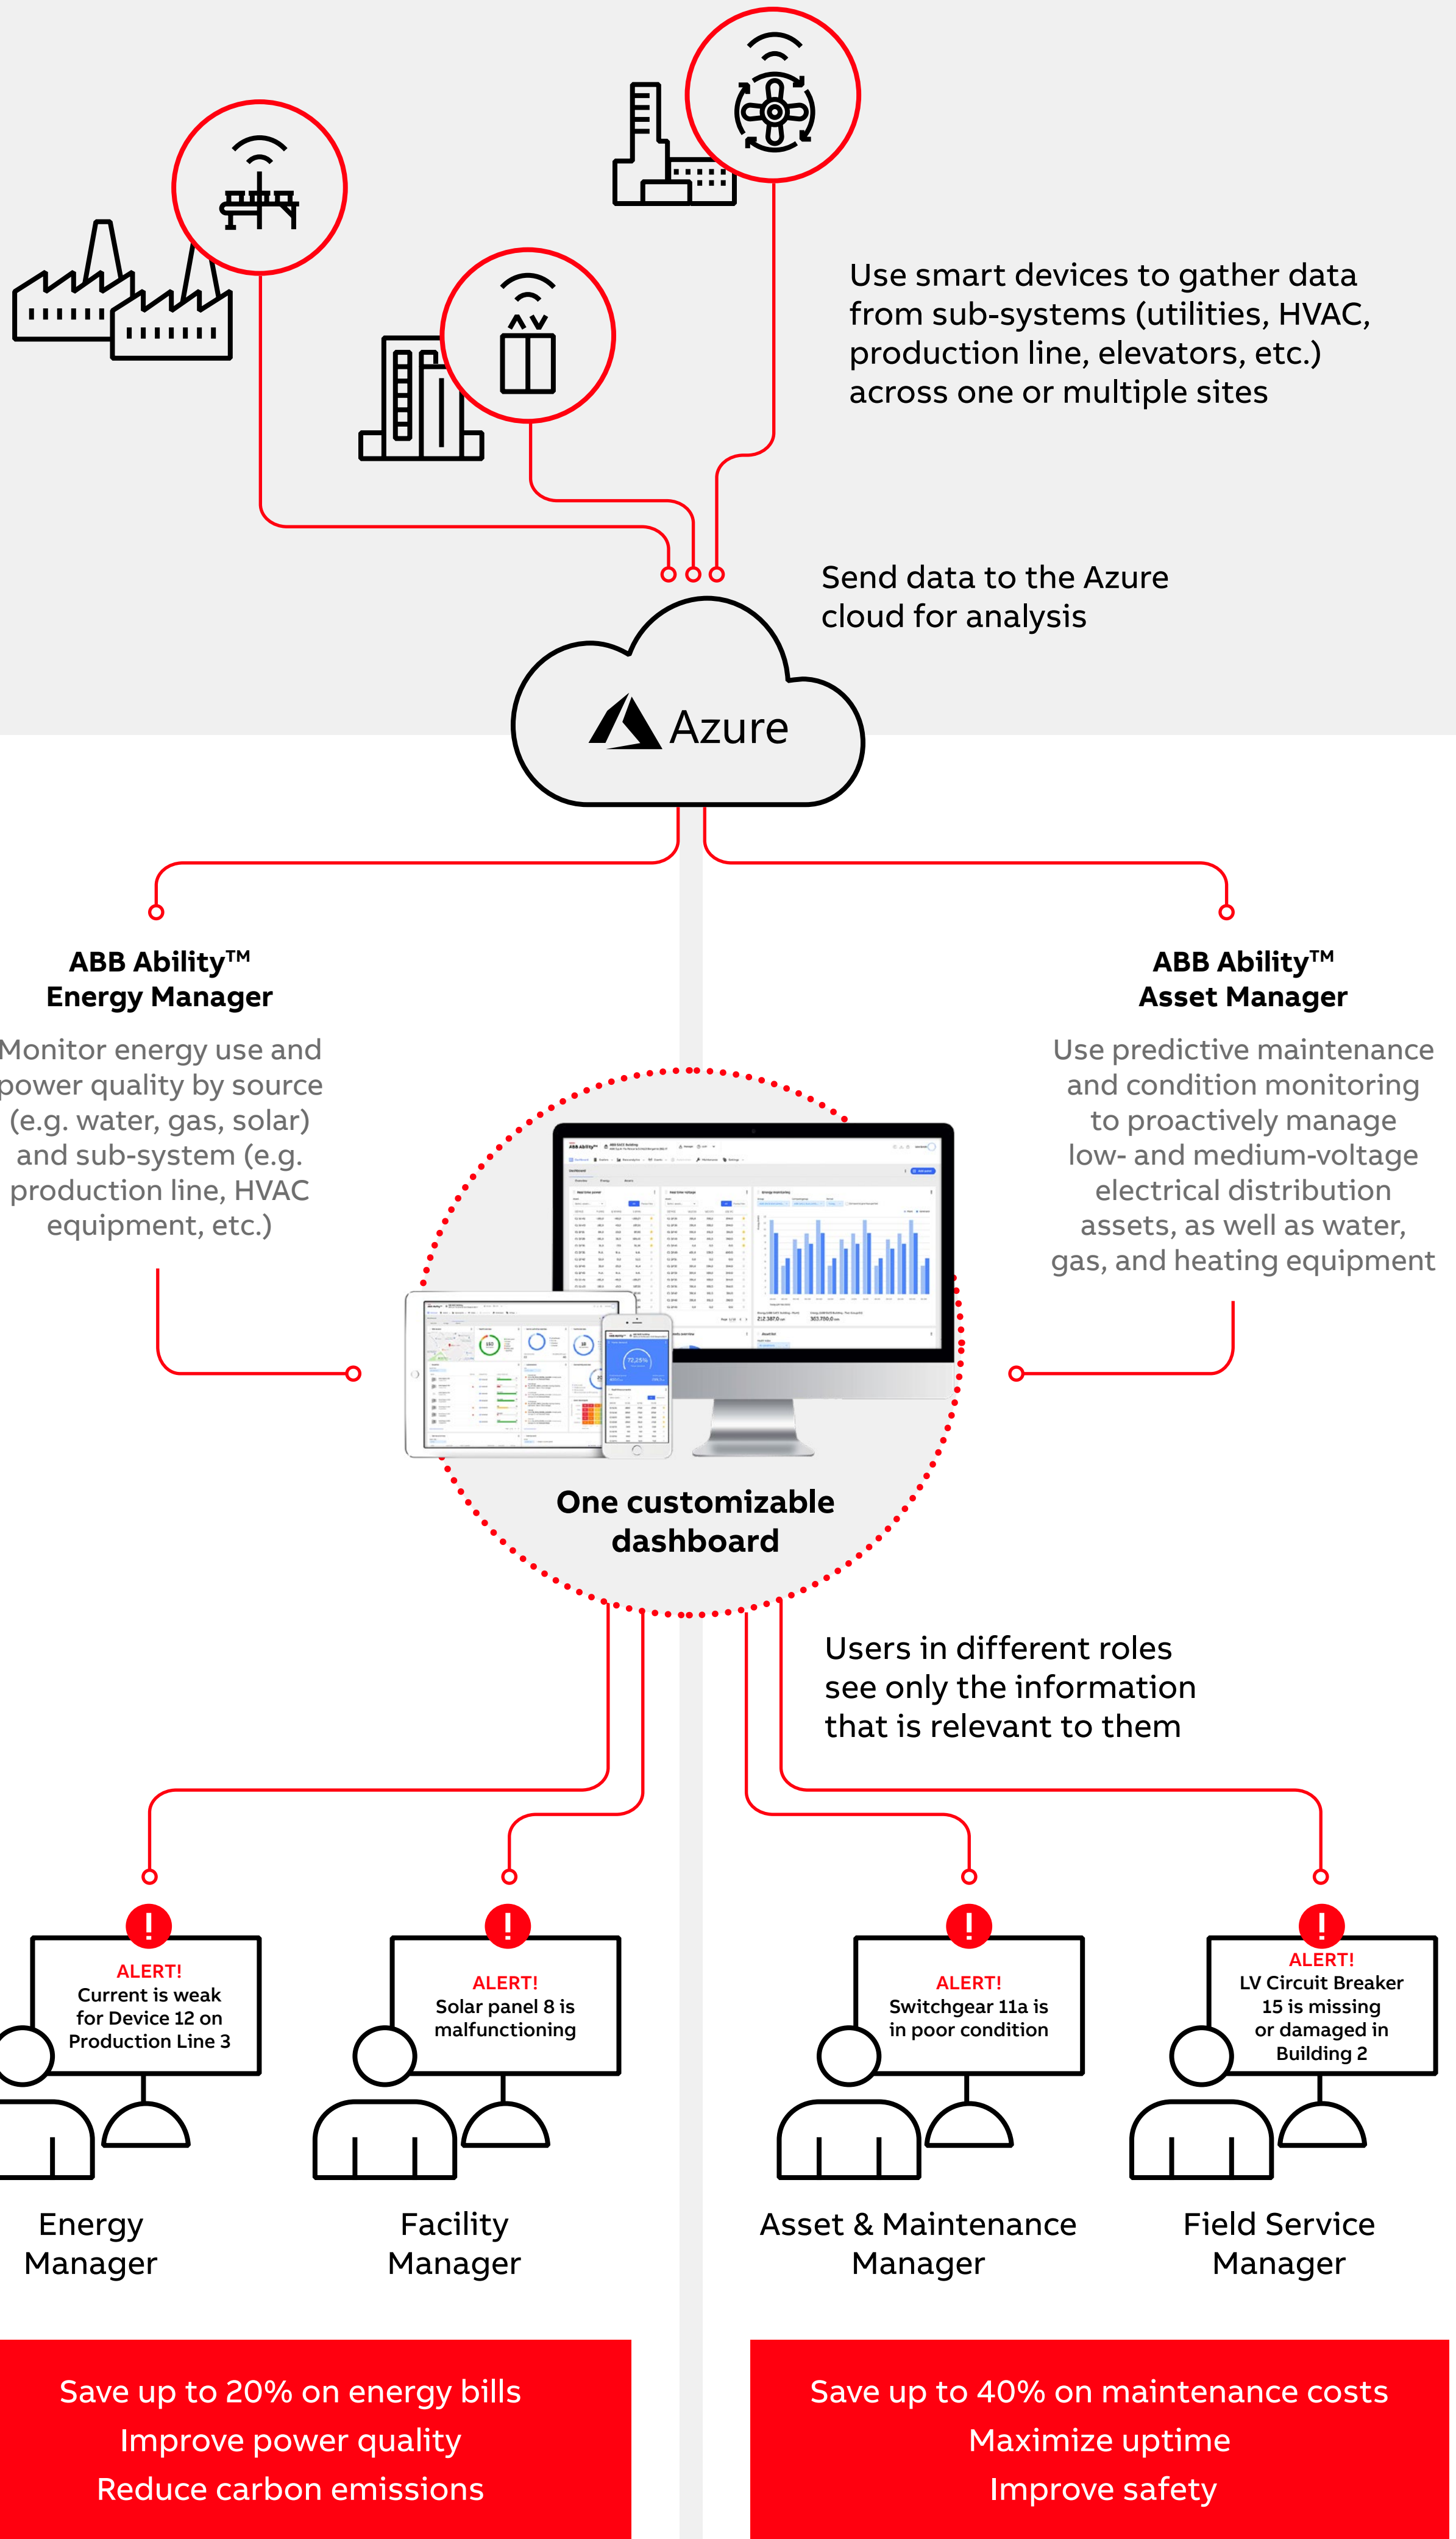 Use smart devices to gather data
from sub-systems (utilities, HVAC,
production line, elevators, etc.)
across one or multiple sites
Send data to the Azure
cloud for analysis
Azure
ABB Ability™
Energy Manager
Monitor energy use and
power quality by source
(e.g. water, gas, solar)
and sub-system (e.g.
production line, HVAC
equipment, etc.)
ABB Ability™
Asset Manager
Use predictive maintenance
and condition monitoring
to proactively manage
low- and medium-voltage
electrical distribution
assets, as well as water,
gas, and heating equipment
ABB Ability™
72,25%
One customizable
dashboard
Users in different roles
see only the information
that is relevant to them
ALERT!
Current is weak
for Device 12 on
Production Line 3
ALERT!
Solar panel 8 is
malfunctioning
ALERT!
Switchgear 11a is
in poor condition
ALERT!
LV Circuit Breaker
15 is missing
or damaged in
Building 2
Energy
Manager
Facility
Manager
Asset & Maintenance
Manager
Field Service
Manager
Save up to 20% on energy bills
Improve power quality
Reduce carbon emissions
Save up to 40% on maintenance costs
Maximize uptime
Improve safety